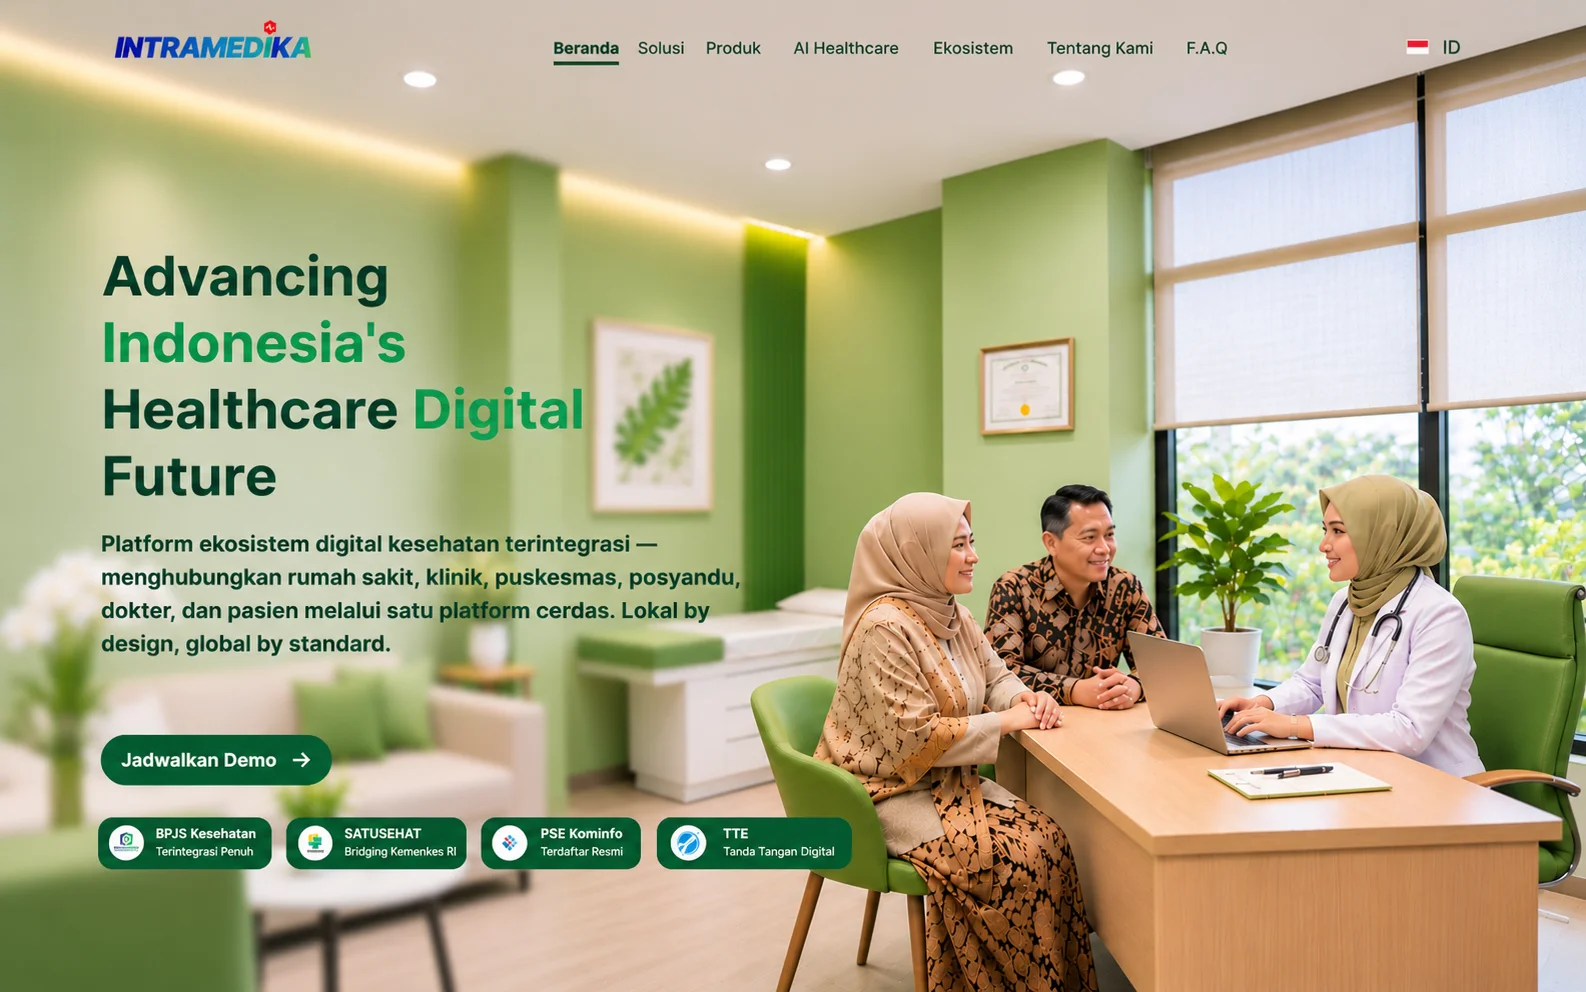 INTRAMEDIKA
Beranda Solusi Produk AI Healthcare Ekosistem Tentang Kami F.A.Q ID
Advancing
Indonesia's
Healthcare Digital
Future
Platform ekosistem digital kesehatan terintegrasi —
menghubungkan rumah sakit, klinik, puskesmas, posyandu,
dokter, dan pasien melalui satu platform cerdas. Lokal by
design, global by standard.
Jadwalkan Demo →
BPJS Kesehatan
Terintegrasi Penuh
SATUSEHAT
Bridging Kemenkes RI
PSE Kominfo
Terdaftar Resmi
TTE
Tanda Tangan Digital